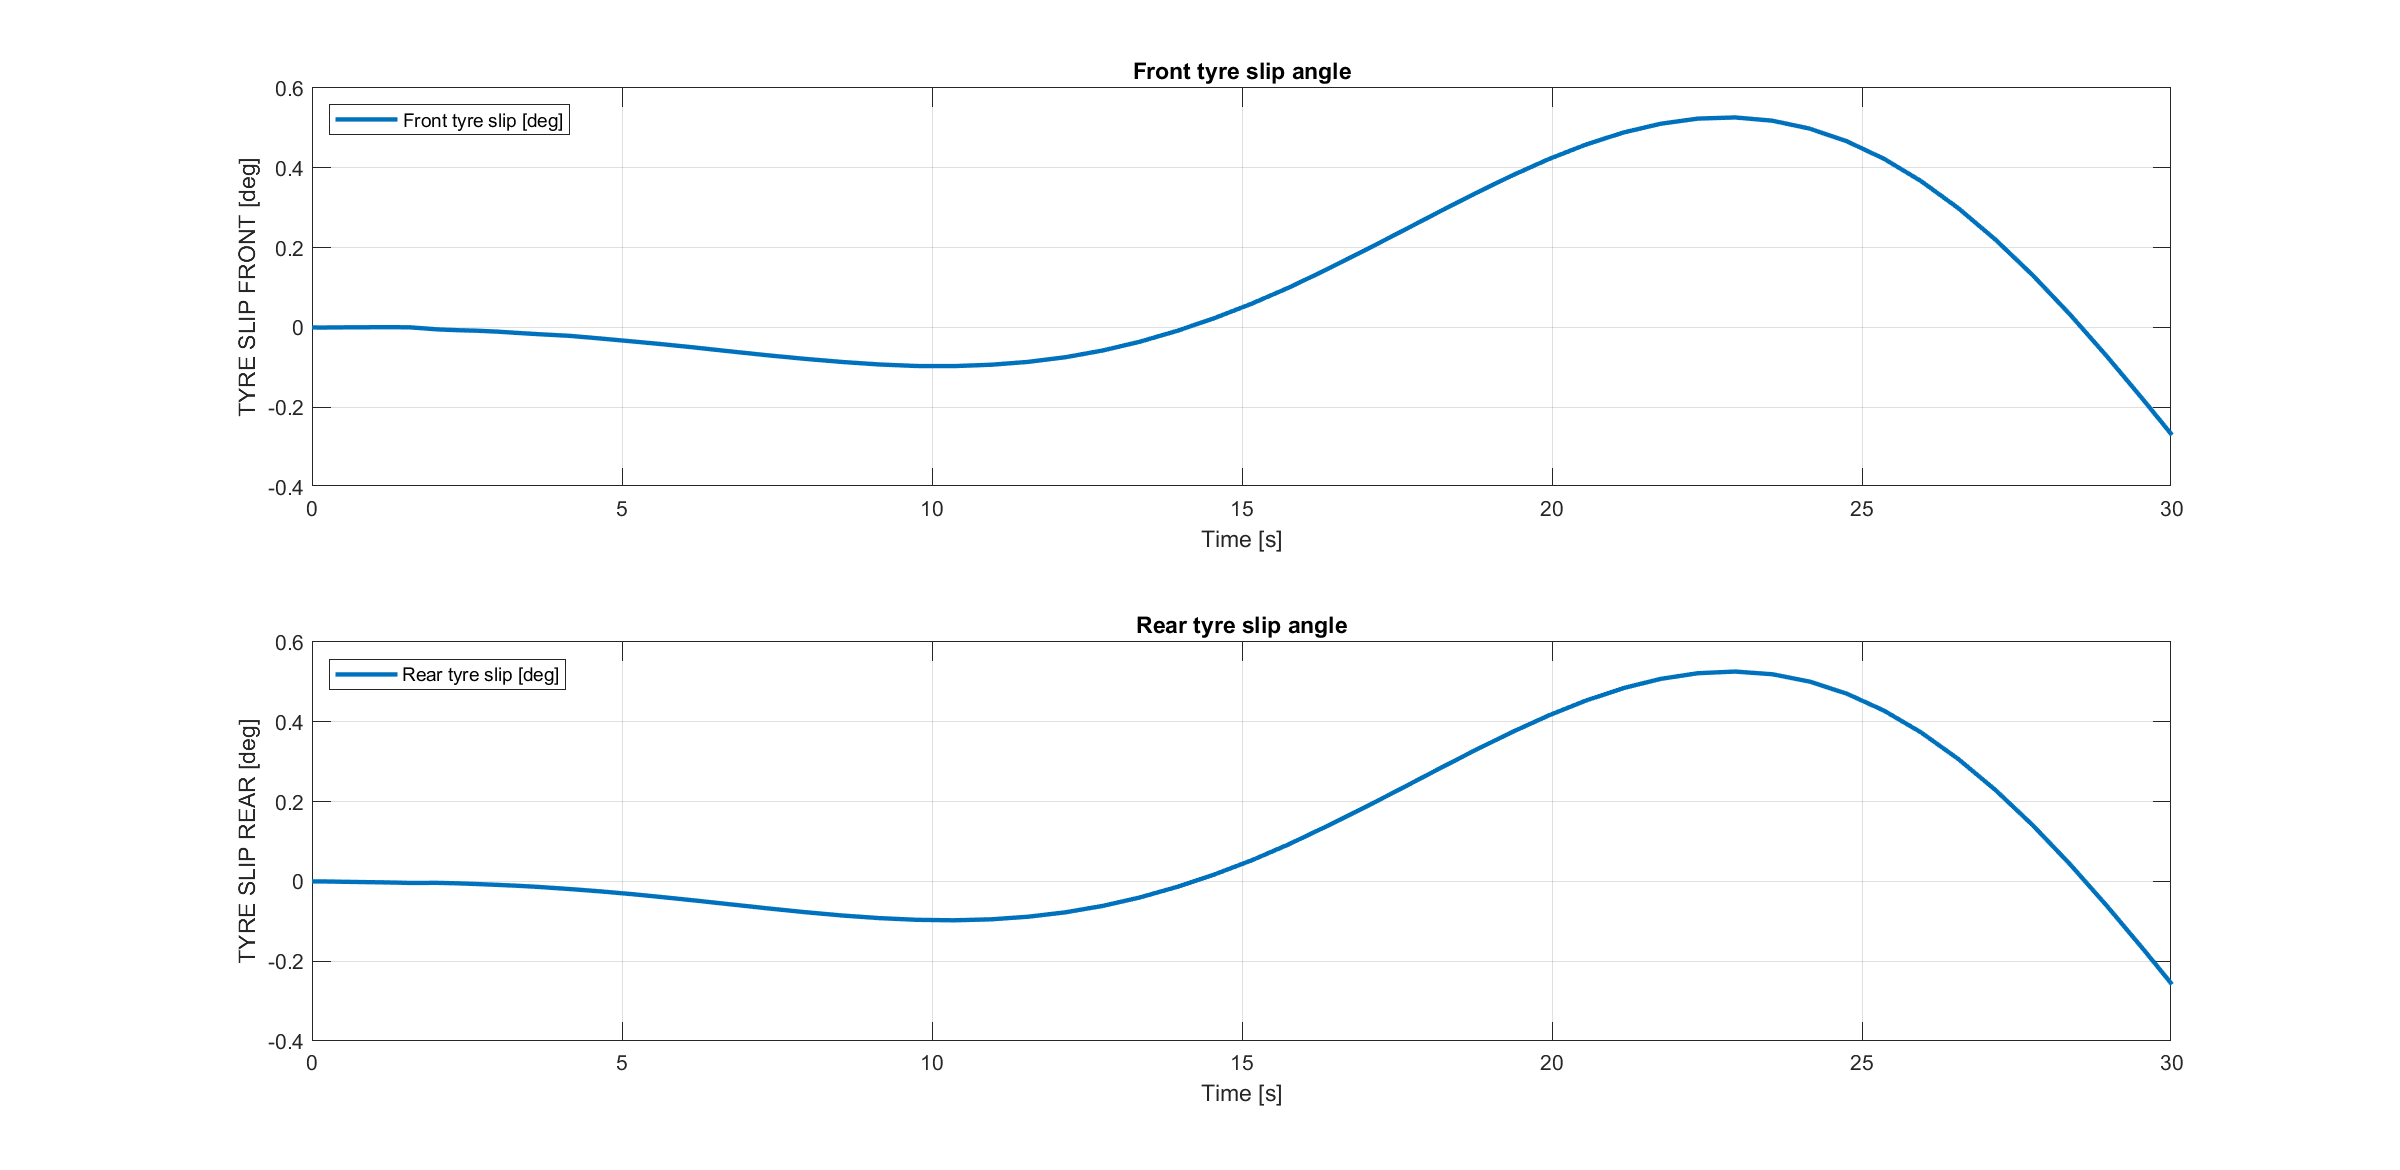 Front tyre slip angle
Front tyre slip [deg]
TYRE SLIP FRONT [deg]
0.6
0.4
0.2
0
-0.2
-0.4
0 5 10 15 20 25 30
Time [s]
Rear tyre slip angle
Rear tyre slip [deg]
TYRE SLIP REAR [deg]
0.6
0.4
0.2
0
-0.2
-0.4
0 5 10 15 20 25 30
Time [s]